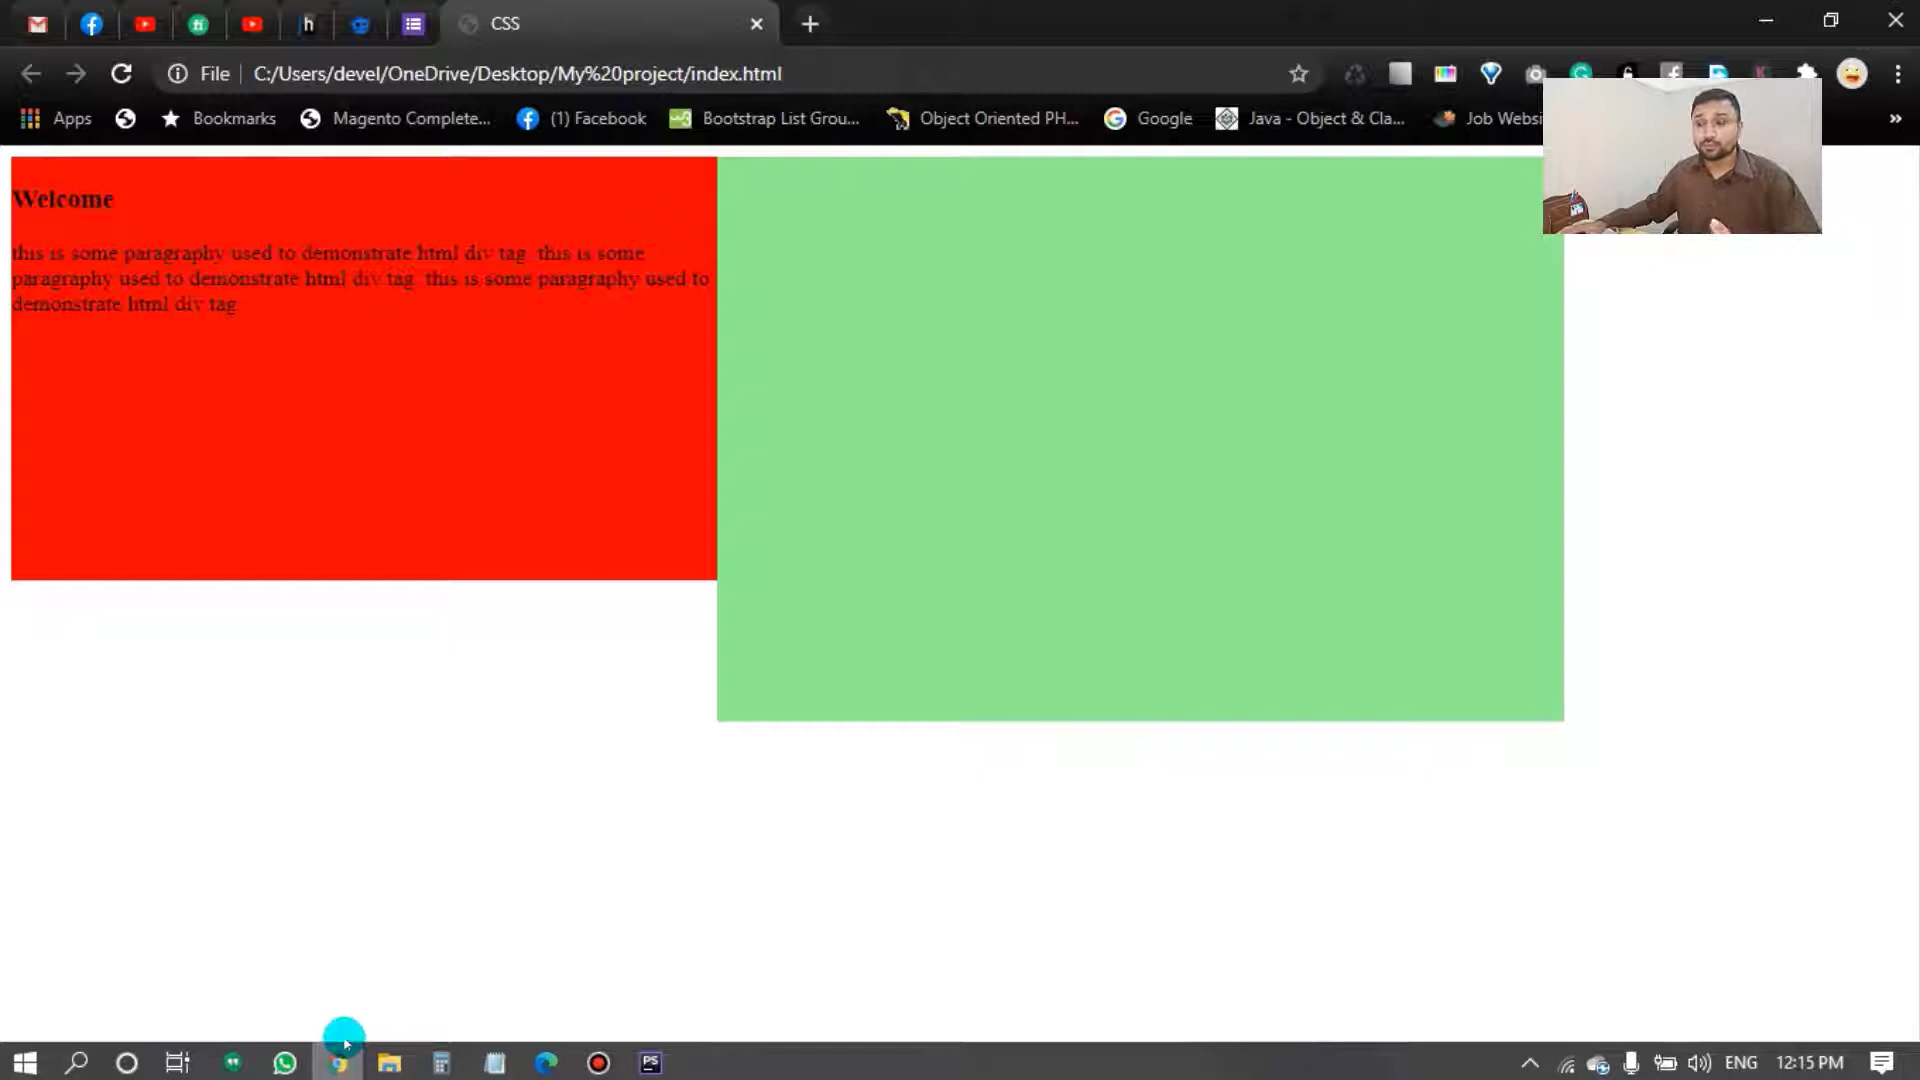 CSS
File C:/Users/devel/OneDrive/Desktop/My%20project/index.html
Apps Bookmarks Magento Complete... (1) Facebook Bootstrap List Grou... Object Oriented PH... Google Java - Object & Cla... Job Websi
Welcome
this is some paragraphy used to demonstrate html div tag this is some
paragraphy used to demonstrate html div tag this is some paragraphy used to
demonstrate html div tag
PS ENG 12:15 PM